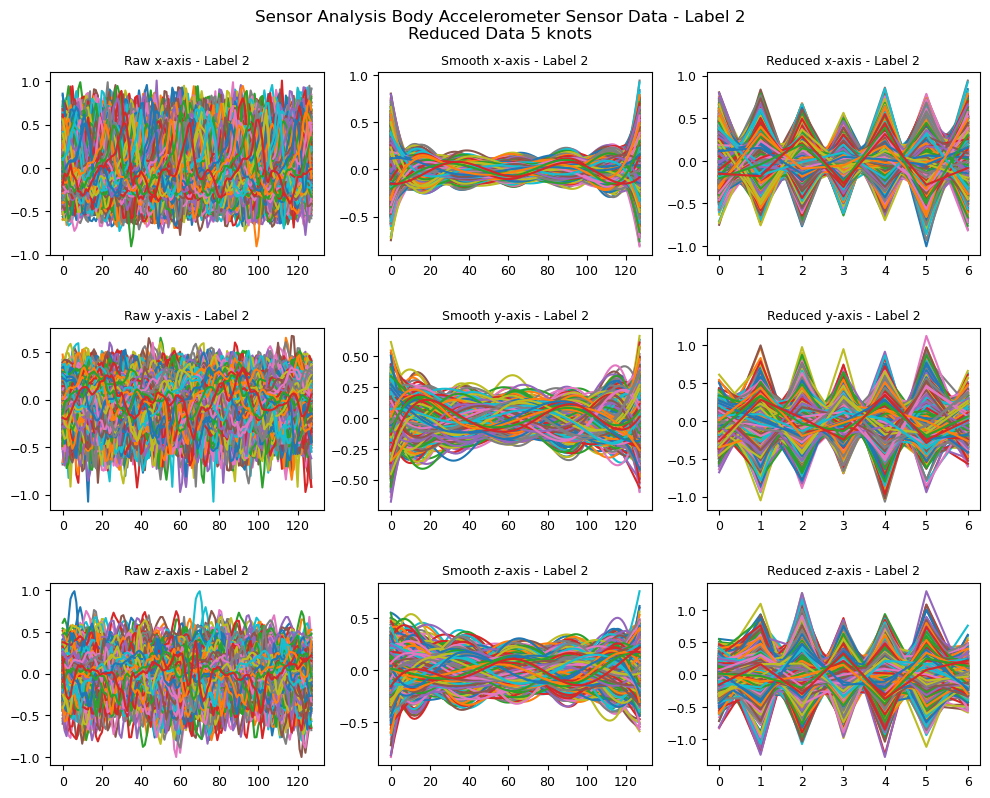 Sensor Analysis Body Accelerometer Sensor Data - Label 2
Reduced Data 5 knots
Raw x-axis - Label 2
Smooth x-axis - Label 2
Reduced x-axis - Label 2
1.0
0.5
0.0
−0.5
−1.0
0 20 40 60 80 100 120
1.0
0.5
0.0
−0.5
0 20 40 60 80 100 120
1.0
0.5
0.0
−0.5
−1.0
0 1 2 3 4 5 6
Raw y-axis - Label 2
Smooth y-axis - Label 2
Reduced y-axis - Label 2
0.5
0.0
−0.5
−1.0
0 20 40 60 80 100 120
0.50
0.25
0.00
−0.25
−0.50
0 20 40 60 80 100 120
1.0
0.5
0.0
−0.5
−1.0
0 1 2 3 4 5 6
Raw z-axis - Label 2
Smooth z-axis - Label 2
Reduced z-axis - Label 2
1.0
0.5
0.0
−0.5
−1.0
0 20 40 60 80 100 120
0.5
0.0
−0.5
0 20 40 60 80 100 120
1.0
0.5
0.0
−0.5
−1.0
0 1 2 3 4 5 6